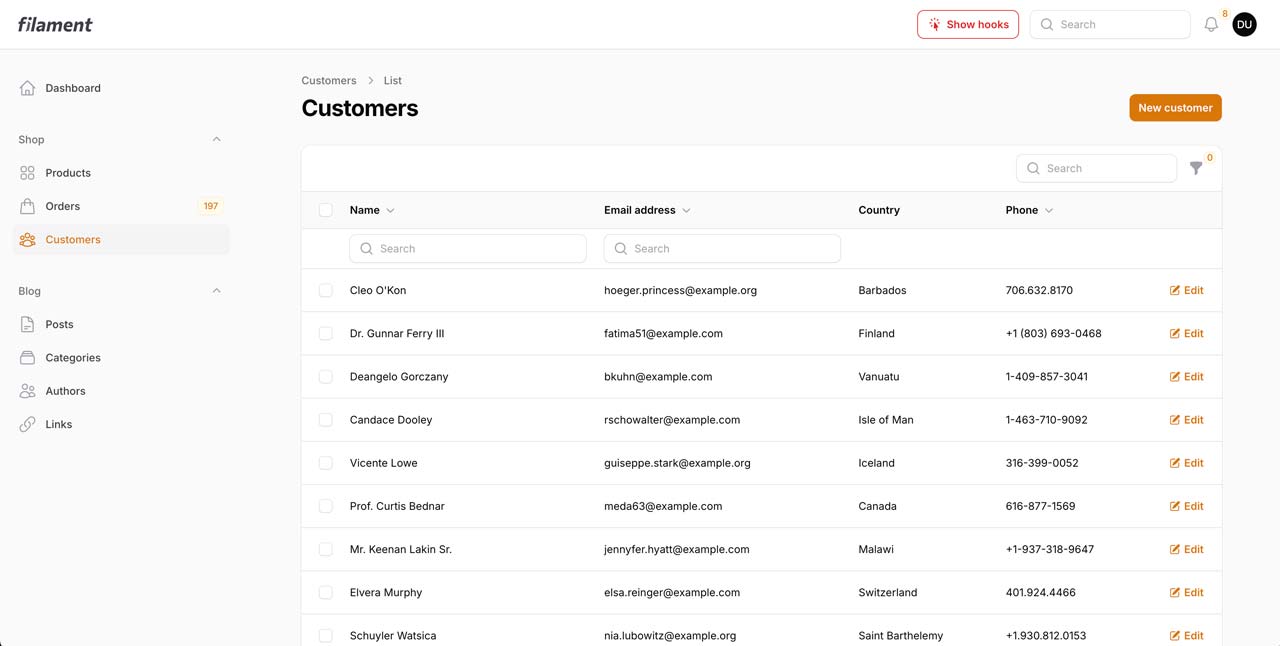 filament
Show hooks
Search
8
DU
Dashboard
Shop
Products
Orders
197
Customers
Blog
Posts
Categories
Authors
Links
Customers > List
Customers
New customer
Search
0
Name Email address Country Phone
Search Search
Cleo O'Kon hoeger.princess@example.org Barbados 706.632.8170 Edit
Dr. Gunnar Ferry III fatima51@example.com Finland +1 (803) 693-0468 Edit
Deangelo Gorczany bkuhn@example.com Vanuatu 1-409-857-3041 Edit
Candace Dooley rschowalter@example.com Isle of Man 1-463-710-9092 Edit
Vicente Lowe guiseppe.stark@example.org Iceland 316-399-0052 Edit
Prof. Curtis Bednar meda63@example.com Canada 616-877-1569 Edit
Mr. Keenan Lakin Sr. jennyfer.hyatt@example.com Malawi +1-937-318-9647 Edit
Elvera Murphy elsa.reinger@example.com Switzerland 401.924.4466 Edit
Schuyler Watsica nia.lubowitz@example.org Saint Barthelemy +1.930.812.0153 Edit